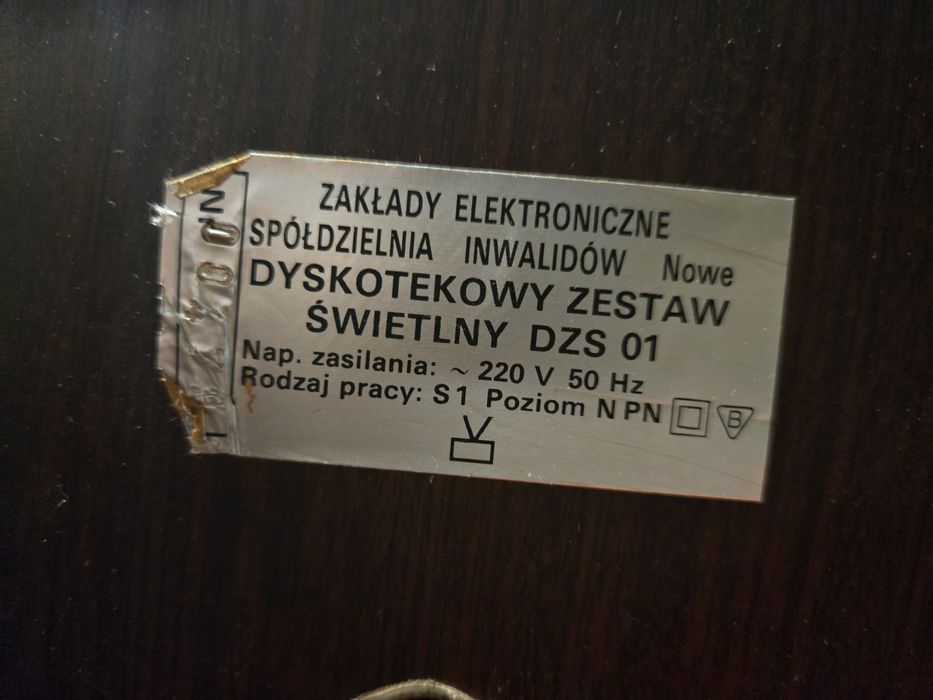 ZAKŁADY ELEKTRONICZNE
SPÓŁDZIELNIA INWALIDÓW Nowe
DYSKOTEKOWY ZESTAW
ŚWIETLNY DZS 01
Nap. zasilania: ~ 220 V 50 Hz
Rodzaj pracy: S1 Poziom N PN
B